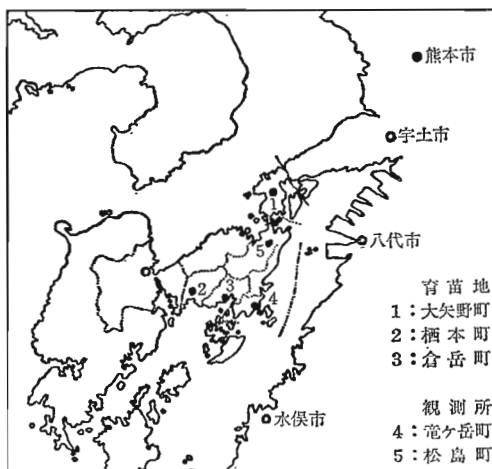 熊本市
宇土市
八代市
育苗地
1：大矢野町
2：栖本町
3：倉岳町
観測所
4：竜ケ岳町
5：松島町
水俣市
1
5
2
3
4